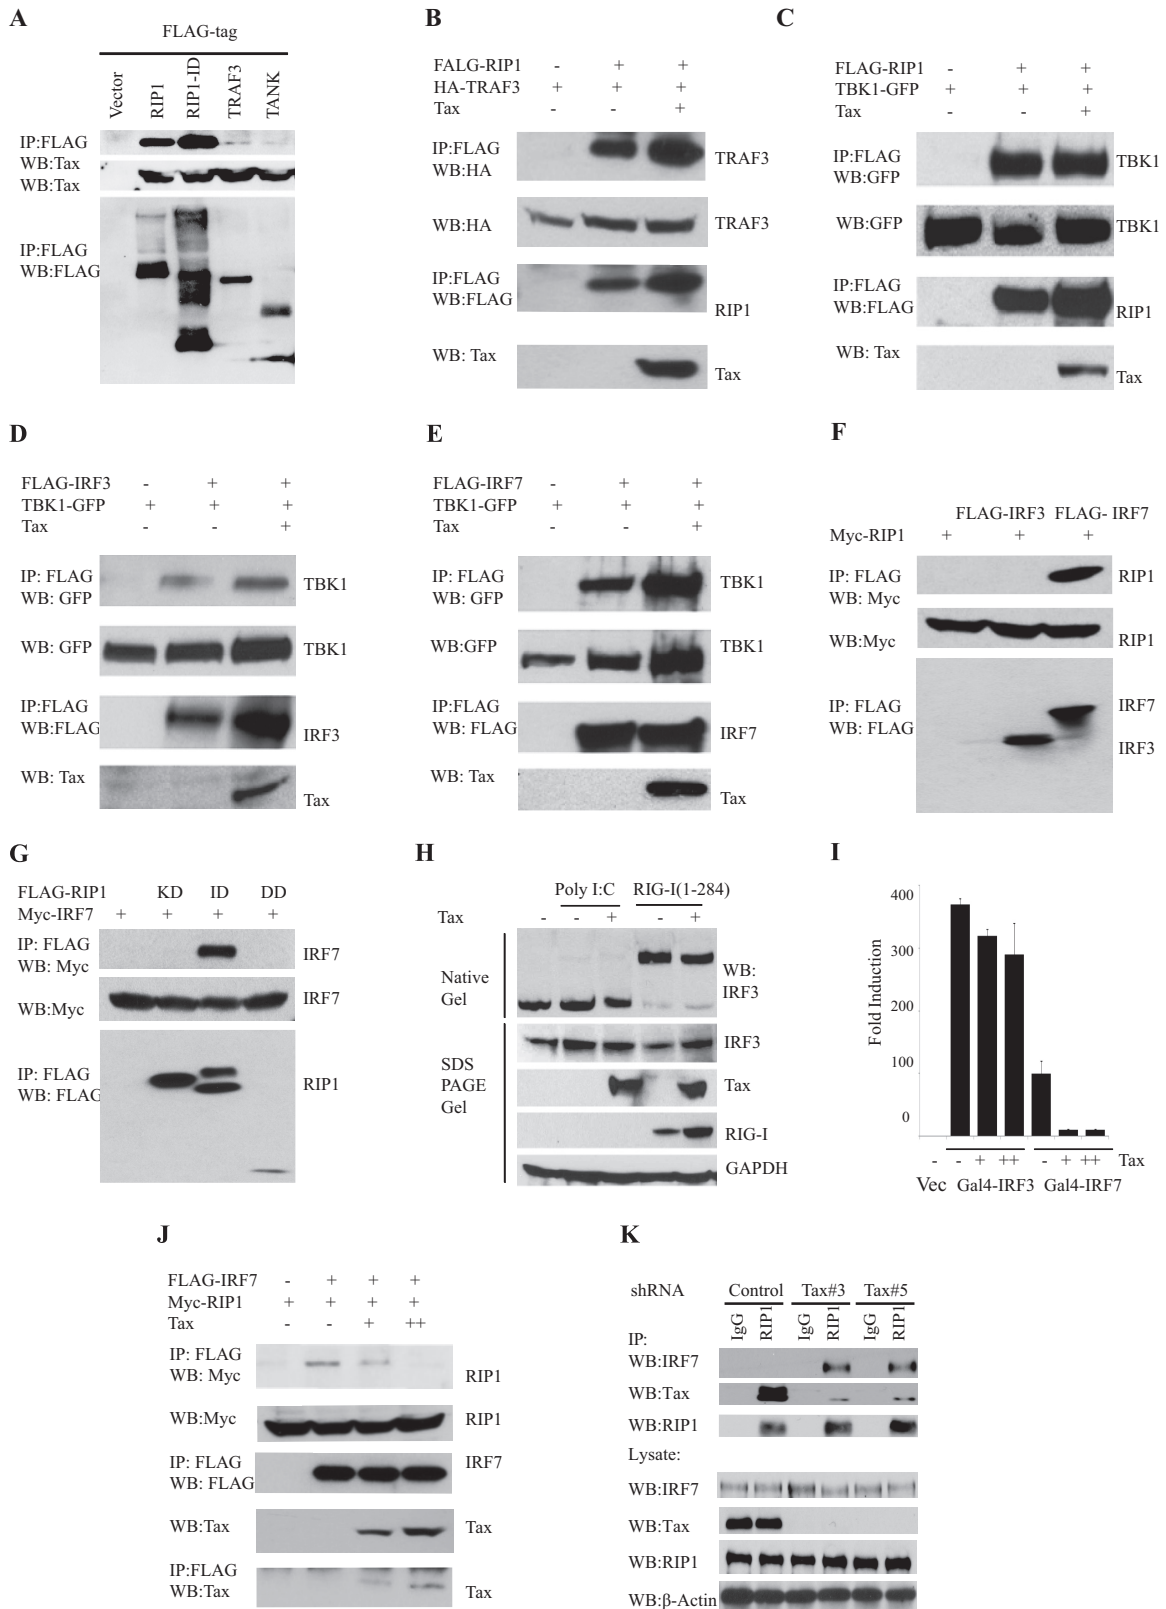 A
FLAG-tag
Vector
RIP1
RIP1-ID
TRAF3
TANK
IP:FLAG
WB:Tax
WB:Tax
IP:FLAG
WB:FLAG
B
FALG-RIP1 - + +
HA-TRAF3 + + +
Tax - - +
IP:FLAG
WB:HA
TRAF3
WB:HA
TRAF3
IP:FLAG
WB:FLAG
RIP1
WB: Tax
Tax
C
FLAG-RIP1 - + +
TBK1-GFP + + +
Tax - - +
IP:FLAG
WB:GFP
TBK1
WB:GFP
TBK1
IP:FLAG
WB:FLAG
RIP1
WB: Tax
Tax
D
FLAG-IRF3 - + +
TBK1-GFP + + +
Tax - - +
IP: FLAG
WB: GFP
TBK1
WB: GFP
TBK1
IP:FLAG
WB:FLAG
IRF3
WB: Tax
Tax
E
FLAG-IRF7 - + +
TBK1-GFP + + +
Tax - - +
IP: FLAG
WB: GFP
TBK1
WB:GFP
TBK1
IP:FLAG
WB: FLAG
IRF7
WB: Tax
Tax
F
FLAG-IRF3 FLAG- IRF7
Myc-RIP1 + + +
IP: FLAG
WB: Myc
RIP1
WB:Myc
RIP1
IP: FLAG
WB: FLAG
IRF7
IRF3
G
FLAG-RIP1 KD ID DD
Myc-IRF7 + + + +
IP: FLAG
WB: Myc
IRF7
WB:Myc
IRF7
IP: FLAG
WB: FLAG
RIP1
H
Poly I:C RIG-I(1-284)
Tax - - + - +
Native
Gel
WB:
IRF3
SDS
PAGE
Gel
IRF3
Tax
RIG-I
GAPDH
I
Fold Induction
400
300
200
100
0
- - + ++ - + ++ Tax
Vec Gal4-IRF3 Gal4-IRF7
J
FLAG-IRF7 - + + +
Myc-RIP1 + + + +
Tax - - + ++
IP: FLAG
WB: Myc
RIP1
WB:Myc
RIP1
IP: FLAG
WB: FLAG
IRF7
WB:Tax
Tax
IP:FLAG
WB:Tax
Tax
K
shRNA Control Tax#3 Tax#5
IP:
IgG
RIP1
IgG
RIP1
IgG
RIP1
WB:IRF7
WB:Tax
WB:RIP1
Lysate:
WB:IRF7
WB:Tax
WB:RIP1
WB:β-Actin